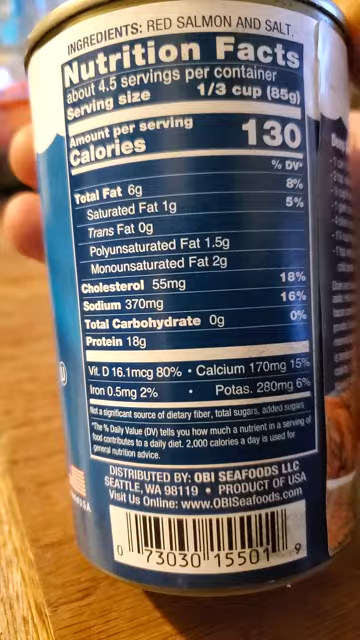 INGREDIENTS: RED SALMON AND SALT.
Nutrition Facts
about 4.5 servings per container
Serving size 1/3 cup (85g)
Amount per serving
Calories 130
% DV*
Total Fat 6g 8%
Saturated Fat 1g 5%
Trans Fat 0g
Polyunsaturated Fat 1.5g
Monounsaturated Fat 2g
Cholesterol 55mg 18%
Sodium 370mg 16%
Total Carbohydrate 0g 0%
Protein 18g
Vit. D 16.1mcg 80% • Calcium 170mg 15%
Iron 0.5mg 2% • Potas. 280mg 6%
Not a significant source of dietary fiber, total sugars, added sugars
*The % Daily Value (DV) tells you how much a nutrient in a serving of
food contributes to a daily diet. 2,000 calories a day is used for
general nutrition advice.
DISTRIBUTED BY: OBI SEAFOODS LLC
SEATTLE, WA 98119 • PRODUCT OF USA
Visit Us Online: www.OBISeafoods.com
0 73030 15501 9